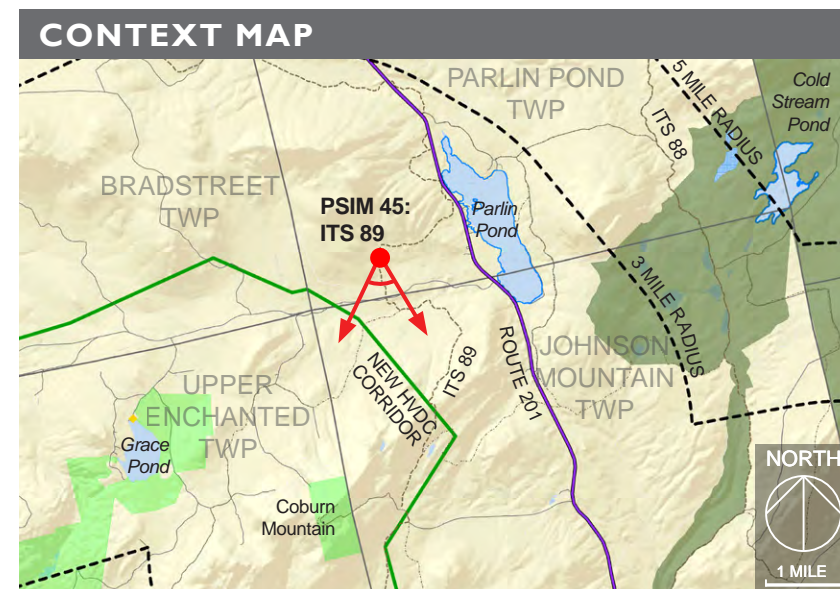 CONTEXT MAP
PARLIN POND
TWP
5 MILE RADIUS
Cold
Stream
Pond
ITS 88
BRADSTREET
TWP
PSIM 45:
ITS 89
Parlin
Pond
3 MILE RADIUS
NEW HVDC
CORRIDOR
ITS 89
ROUTE 201
JOHNSON
MOUNTAIN
TWP
UPPER
ENCHANTED
TWP
Grace
Pond
Coburn
Mountain
NORTH
1 MILE